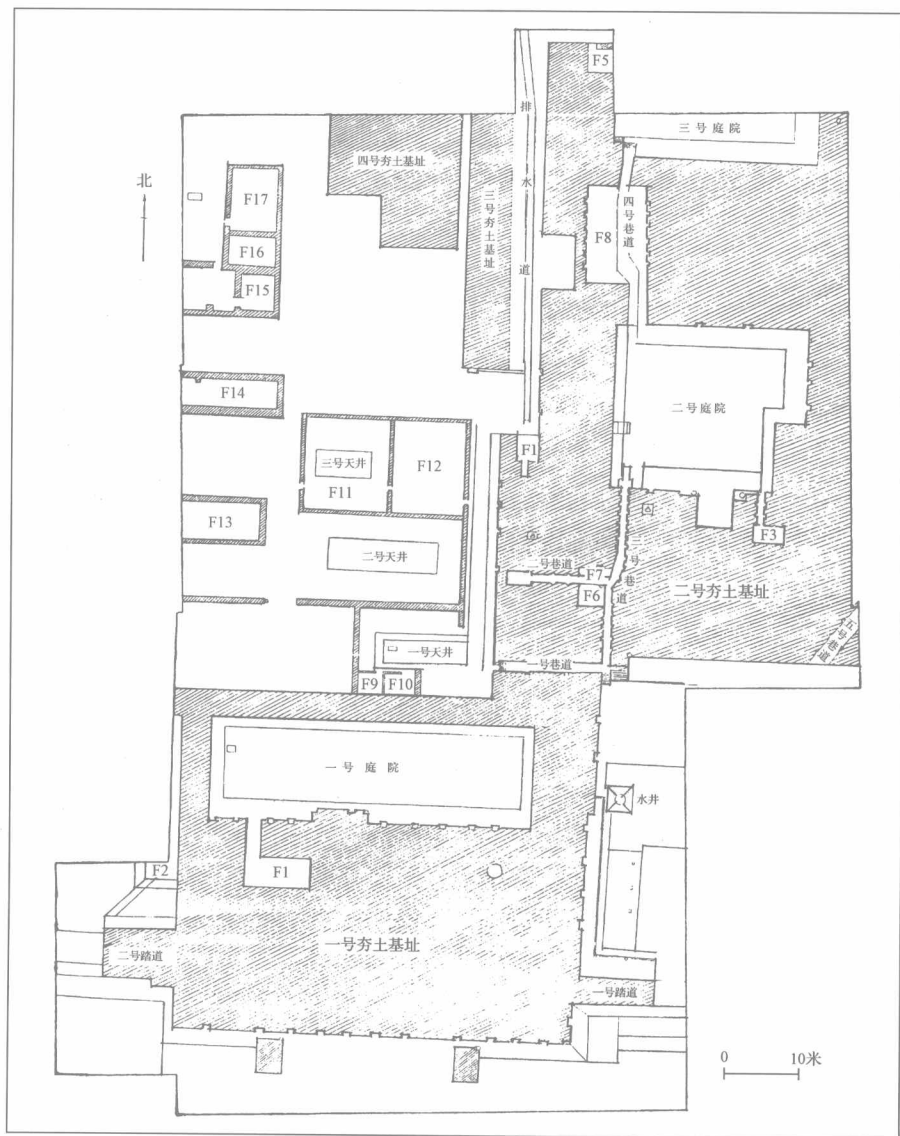 F5
排水道
三号庭院
四号夯土基址
三号夯土基址
北
F17
F16
F15
F8
四号巷道
F14
二号庭院
三号天井
F11
F12
F1
F13
二号天井
二号巷道
F7
F6
三号巷道
F3
二号夯土基址
五号巷道
一号天井
一号巷道
F9
F10
一号庭院
水井
F1
F2
一号夯土基址
二号踏道
一号踏道
0
10米